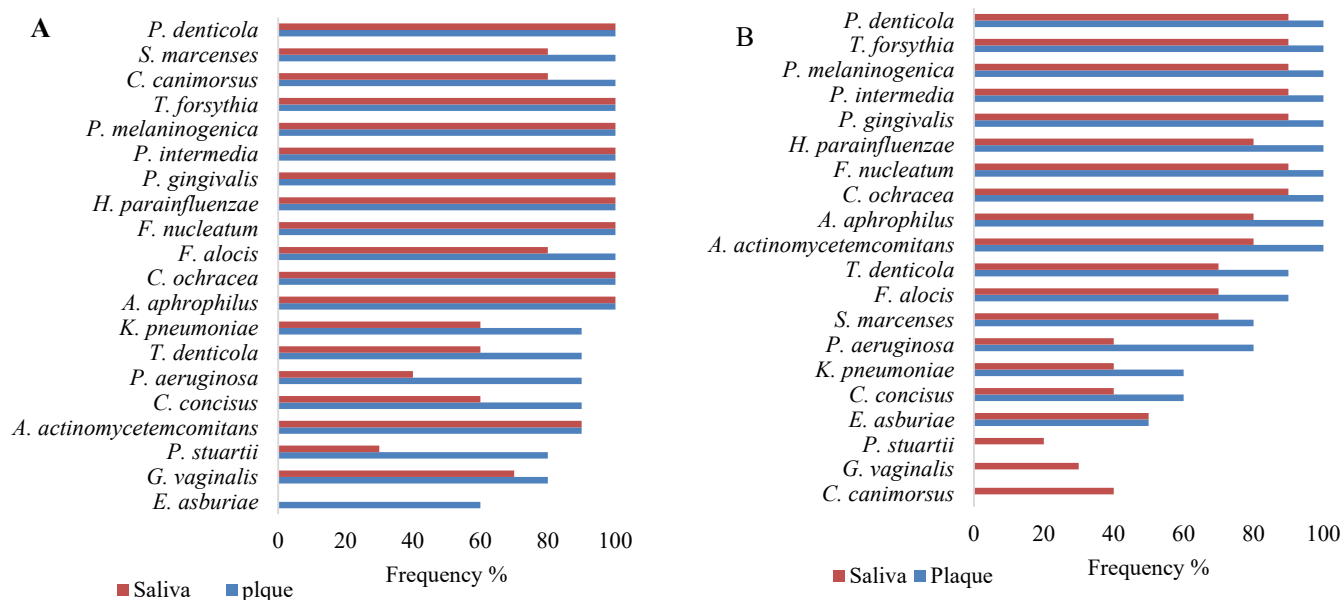 A
P. denticola
S. marcenses
C. canimorsus
T. forsythia
P. melaninogenica
P. intermedia
P. gingivalis
H. parainfluenzae
F. nucleatum
F. alocis
C. ochracea
A. aphrophilus
K. pneumoniae
T. denticola
P. aeruginosa
C. concisus
A. actinomycetemcomitans
P. stuartii
G. vaginalis
E. asburiae
0 20 40 60 80 100
Frequency %
Saliva plque
B
P. denticola
T. forsythia
P. melaninogenica
P. intermedia
P. gingivalis
H. parainfluenzae
F. nucleatum
C. ochracea
A. aphrophilus
A. actinomycetemcomitans
T. denticola
F. alocis
S. marcenses
P. aeruginosa
K. pneumoniae
C. concisus
E. asburiae
P. stuartii
G. vaginalis
C. canimorsus
0 20 40 60 80 100
Frequency %
Saliva Plaque